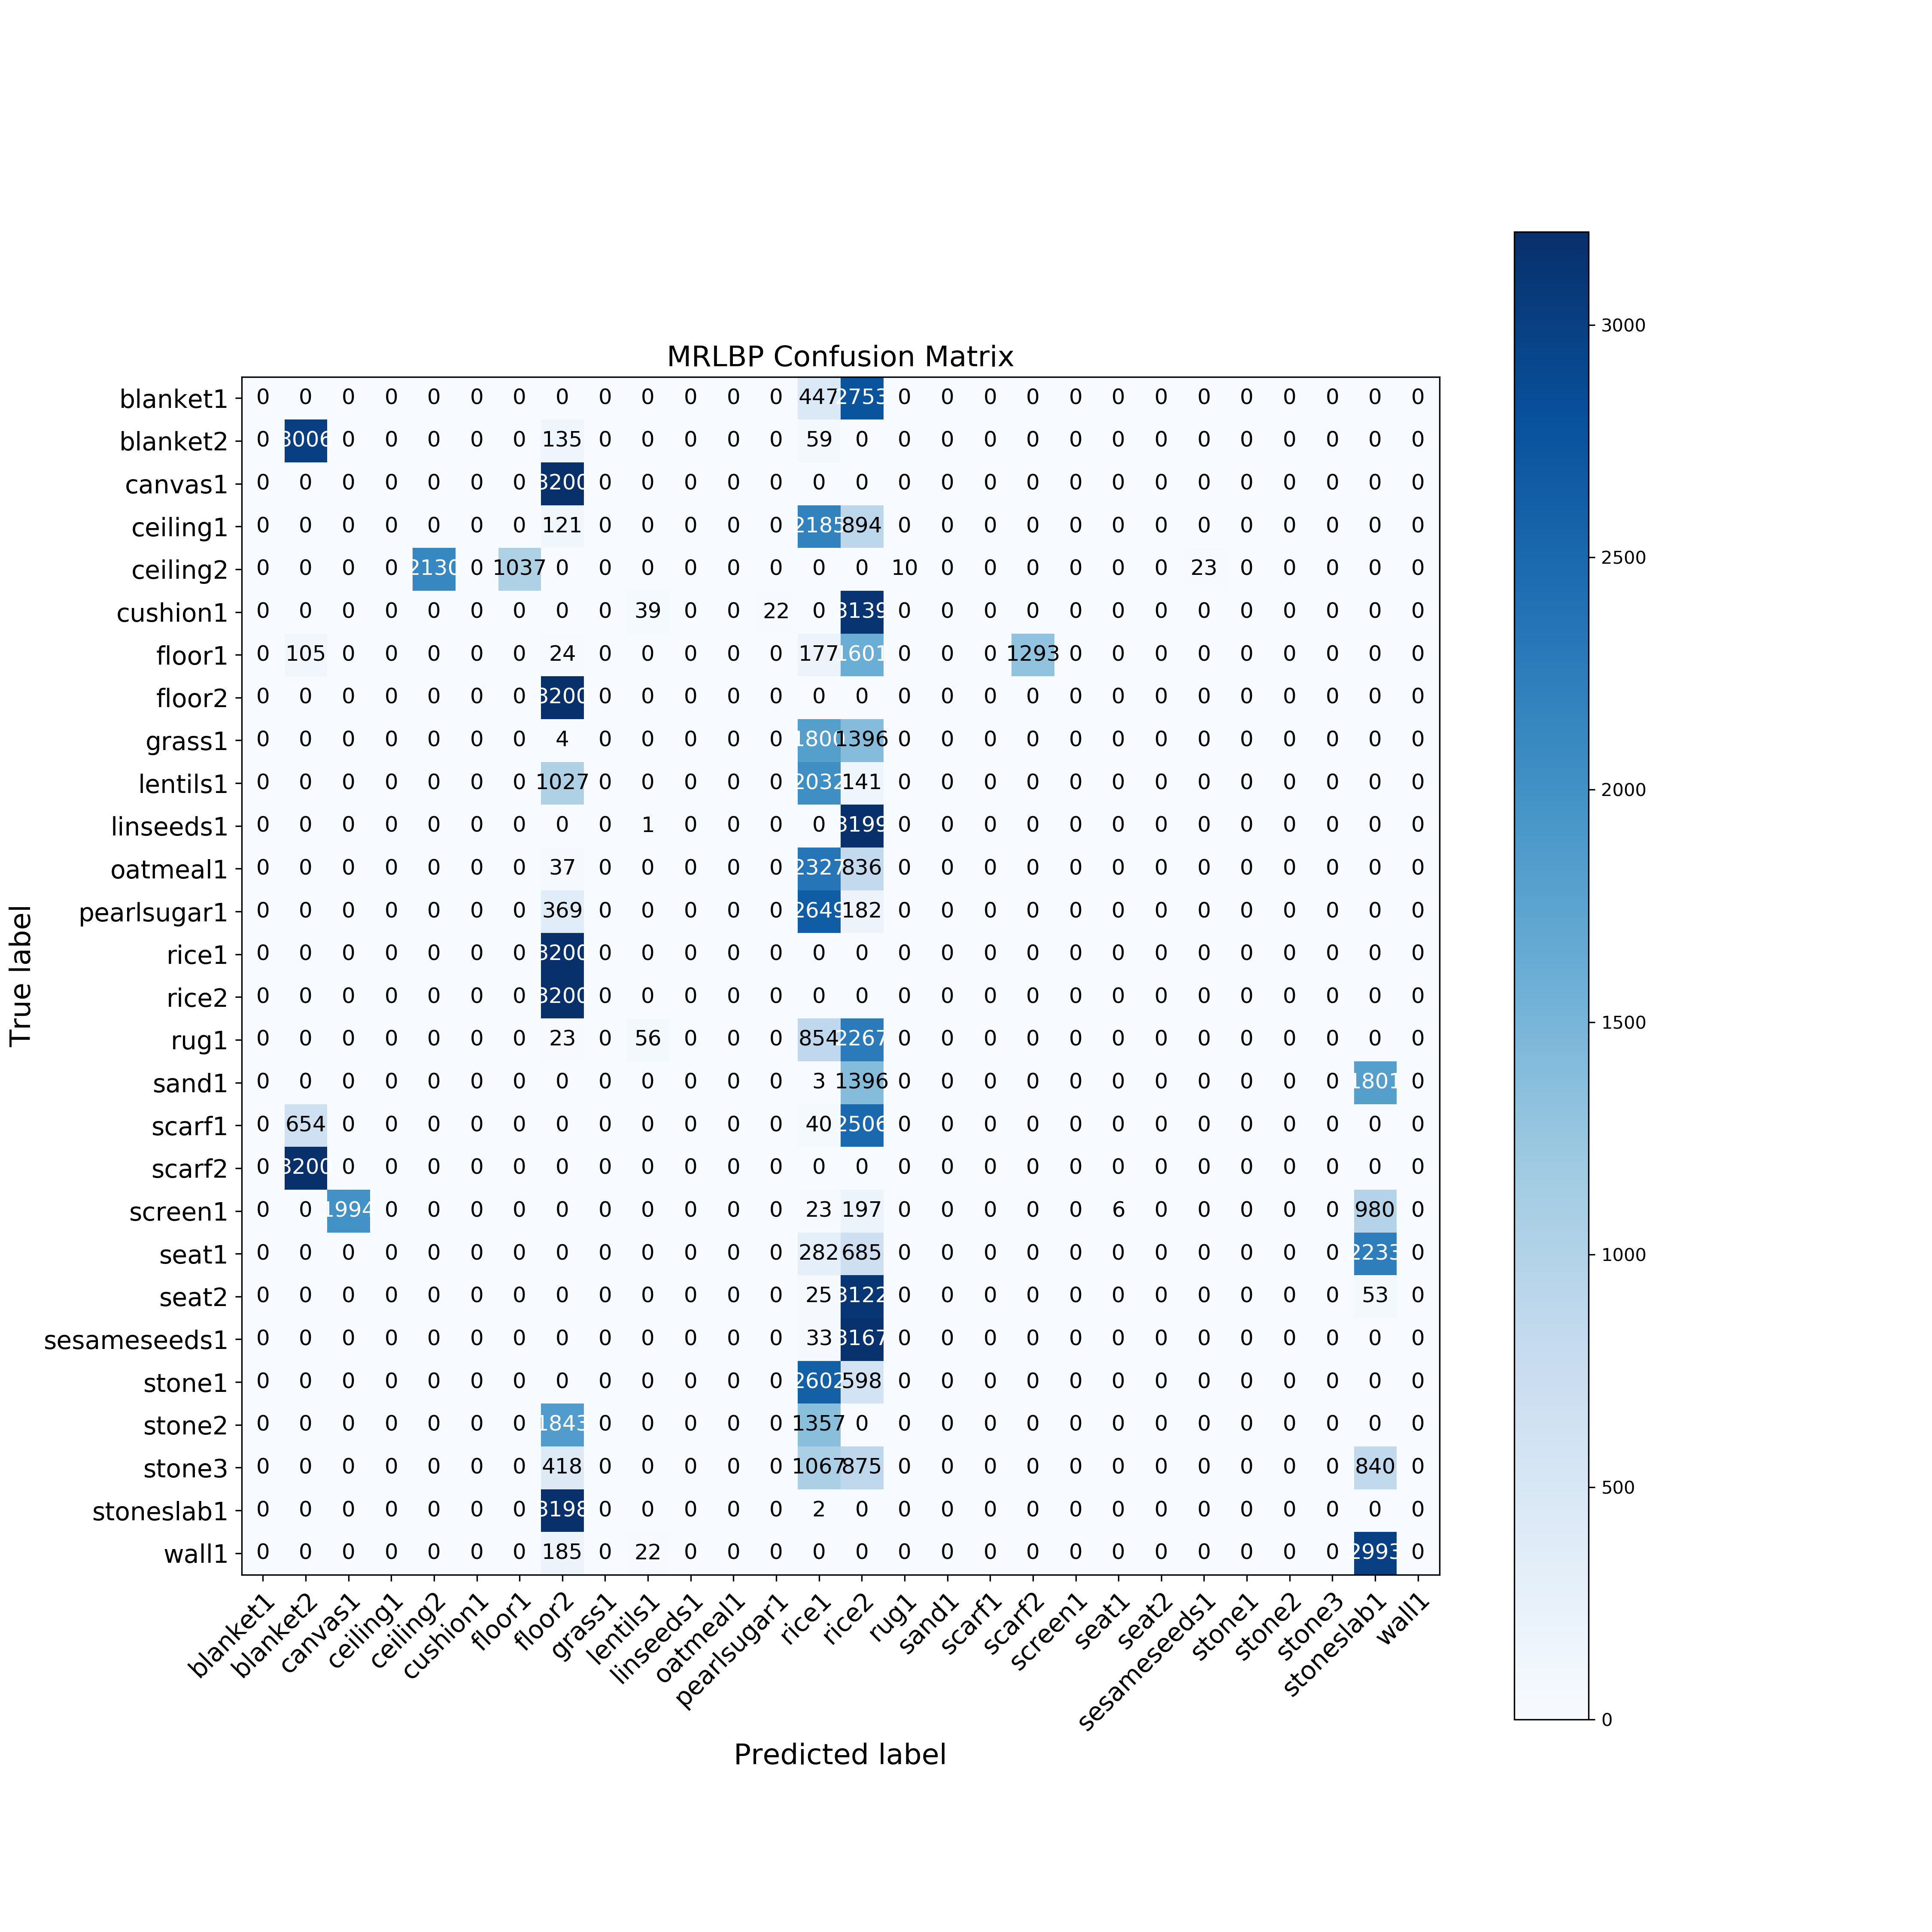 MRLBP Confusion Matrix
blanket1 0 0 0 0 0 0 0 0 0 0 0 0 0 447 2753 0 0 0 0 0 0 0 0 0 0 0 0 0
blanket2 0 3006 0 0 0 0 0 135 0 0 0 0 0 59 0 0 0 0 0 0 0 0 0 0 0 0 0 0
canvas1 0 0 0 0 0 0 0 3200 0 0 0 0 0 0 0 0 0 0 0 0 0 0 0 0 0 0 0 0
ceiling1 0 0 0 0 0 0 0 121 0 0 0 0 0 2185 894 0 0 0 0 0 0 0 0 0 0 0 0 0
ceiling2 0 0 0 0 2130 0 1037 0 0 0 0 0 0 0 0 10 0 0 0 0 0 0 23 0 0 0 0 0
cushion1 0 0 0 0 0 0 0 0 0 39 0 0 22 0 3139 0 0 0 0 0 0 0 0 0 0 0 0 0
floor1 0 105 0 0 0 0 0 24 0 0 0 0 0 177 1601 0 0 0 1293 0 0 0 0 0 0 0 0 0
floor2 0 0 0 0 0 0 0 3200 0 0 0 0 0 0 0 0 0 0 0 0 0 0 0 0 0 0 0 0
grass1 0 0 0 0 0 0 0 4 0 0 0 0 0 1800 1396 0 0 0 0 0 0 0 0 0 0 0 0 0
lentils1 0 0 0 0 0 0 0 1027 0 0 0 0 0 2032 141 0 0 0 0 0 0 0 0 0 0 0 0 0
linseeds1 0 0 0 0 0 0 0 0 0 1 0 0 0 0 3199 0 0 0 0 0 0 0 0 0 0 0 0 0
oatmeal1 0 0 0 0 0 0 0 37 0 0 0 0 0 2327 836 0 0 0 0 0 0 0 0 0 0 0 0 0
pearlsugar1 0 0 0 0 0 0 0 369 0 0 0 0 0 2649 182 0 0 0 0 0 0 0 0 0 0 0 0 0
rice1 0 0 0 0 0 0 0 3200 0 0 0 0 0 0 0 0 0 0 0 0 0 0 0 0 0 0 0 0
rice2 0 0 0 0 0 0 0 3200 0 0 0 0 0 0 0 0 0 0 0 0 0 0 0 0 0 0 0 0
rug1 0 0 0 0 0 0 0 23 0 56 0 0 0 854 2267 0 0 0 0 0 0 0 0 0 0 0 0 0
sand1 0 0 0 0 0 0 0 0 0 0 0 0 0 3 1396 0 0 0 0 0 0 0 0 0 0 0 1801 0
scarf1 0 654 0 0 0 0 0 0 0 0 0 0 0 40 2506 0 0 0 0 0 0 0 0 0 0 0 0 0
scarf2 0 3200 0 0 0 0 0 0 0 0 0 0 0 0 0 0 0 0 0 0 0 0 0 0 0 0 0 0
screen1 0 0 1994 0 0 0 0 0 0 0 0 0 0 23 197 0 0 0 0 0 6 0 0 0 0 0 980 0
seat1 0 0 0 0 0 0 0 0 0 0 0 0 0 282 685 0 0 0 0 0 0 0 0 0 0 0 2233 0
seat2 0 0 0 0 0 0 0 0 0 0 0 0 0 25 3122 0 0 0 0 0 0 0 0 0 0 0 53 0
sesameseeds1 0 0 0 0 0 0 0 0 0 0 0 0 0 33 3167 0 0 0 0 0 0 0 0 0 0 0 0 0
stone1 0 0 0 0 0 0 0 0 0 0 0 0 0 2602 598 0 0 0 0 0 0 0 0 0 0 0 0 0
stone2 0 0 0 0 0 0 0 1843 0 0 0 0 0 1357 0 0 0 0 0 0 0 0 0 0 0 0 0 0
stone3 0 0 0 0 0 0 0 418 0 0 0 0 0 1067 875 0 0 0 0 0 0 0 0 0 0 0 840 0
stoneslab1 0 0 0 0 0 0 0 3198 0 0 0 0 0 2 0 0 0 0 0 0 0 0 0 0 0 0 0 0
wall1 0 0 0 0 0 0 0 185 0 22 0 0 0 0 0 0 0 0 0 0 0 0 0 0 0 0 2993 0
True label
blanket1 blanket2 canvas1 ceiling1 ceiling2 cushion1 floor1 floor2 grass1 lentils1 linseeds1 oatmeal1 pearlsugar1 rice1 rice2 rug1 sand1 scarf1 scarf2 screen1 seat1 seat2 sesameseeds1 stone1 stone2 stone3 stoneslab1 wall1
Predicted label
3000
2500
2000
1500
1000
500
0